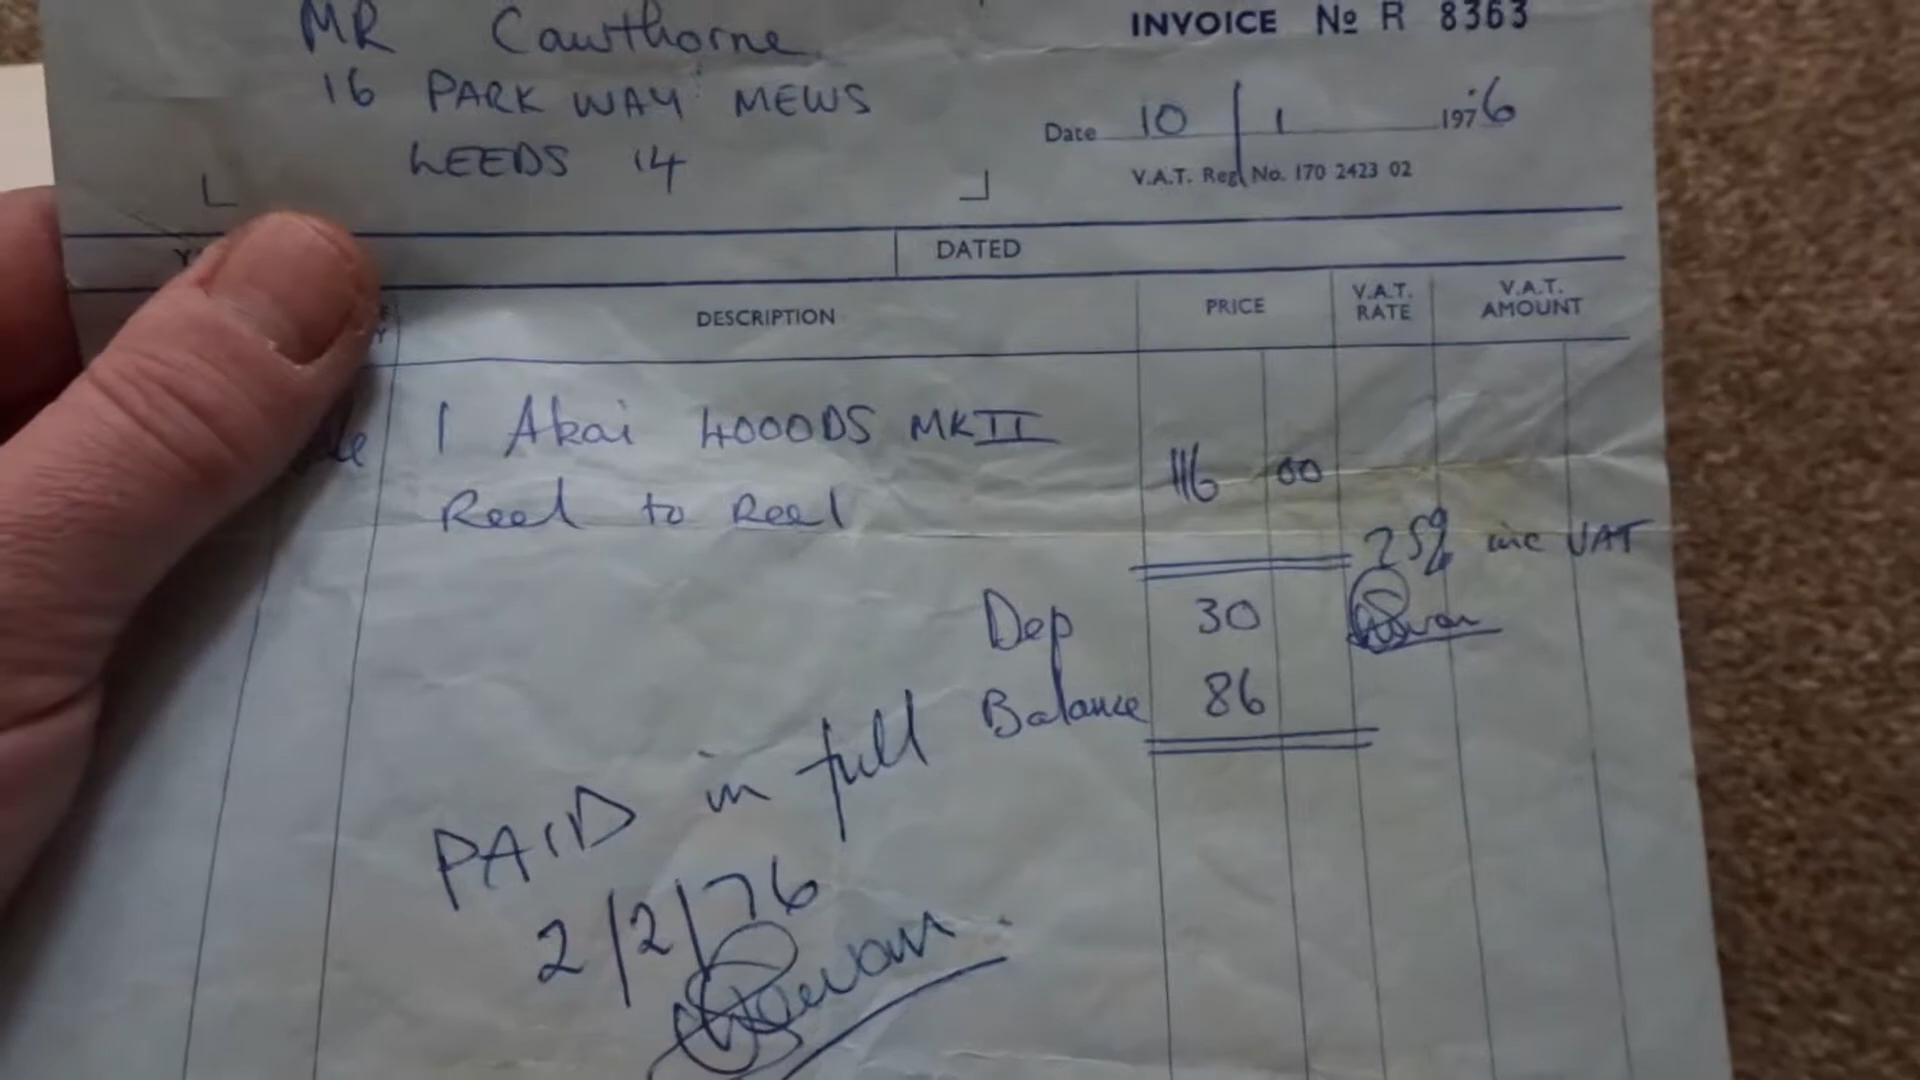 MR Cawthorne
16 PARK WAY MEWS
LEEDS 14
INVOICE № R 8363
Date 10/1 1976
V.A.T. Reg. No. 170 2423 02
DATED
DESCRIPTION PRICE V.A.T. RATE V.A.T. AMOUNT
1 Akai 4000DS MKII
Reel to Reel
116 00
25% inc VAT
Dep 30
Balance 86
PAID in full
2/2/76